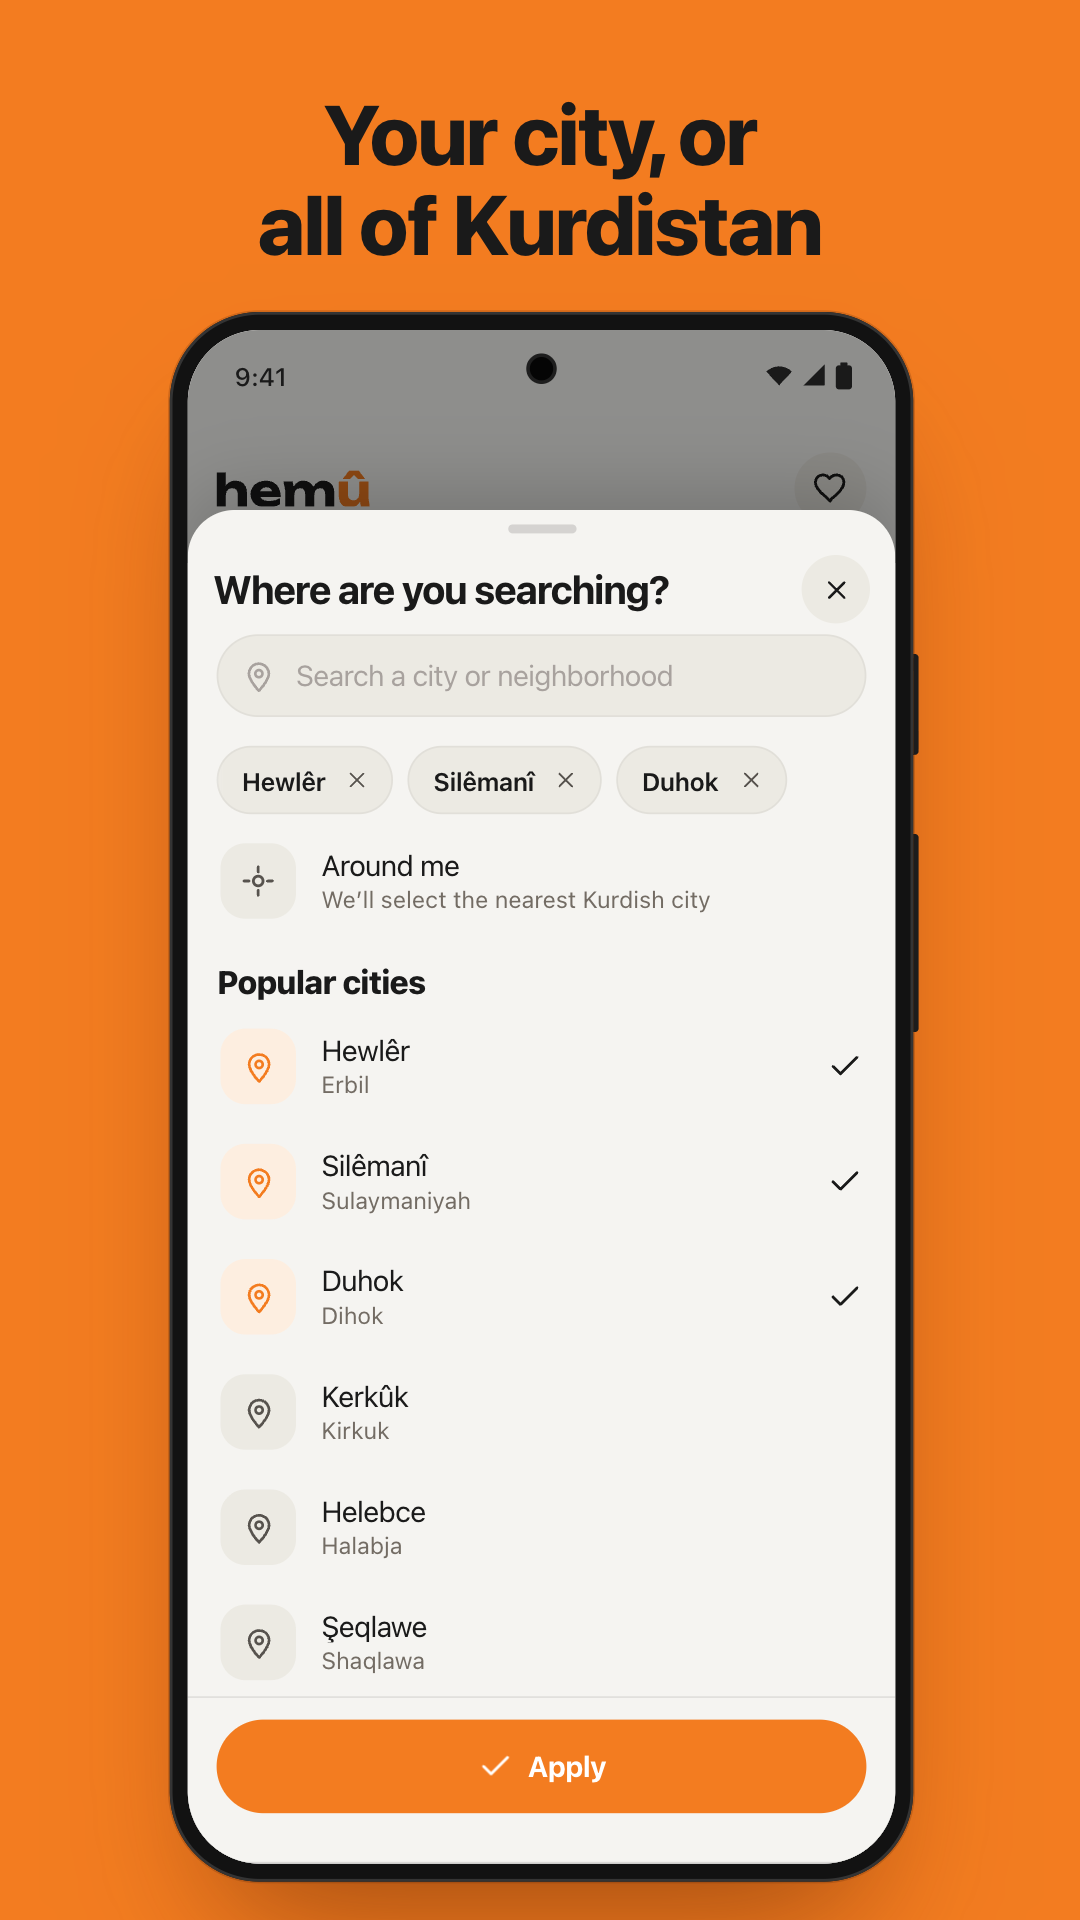 Your city, or
all of Kurdistan
9:41
hemû
Where are you searching?
Search a city or neighborhood
Hewlêr
Silêmanî
Duhok
Around me
We’ll select the nearest Kurdish city
Popular cities
Hewlêr
Erbil
Silêmanî
Sulaymaniyah
Duhok
Dihok
Kerkûk
Kirkuk
Helebce
Halabja
Şeqlawe
Shaqlawa
Apply